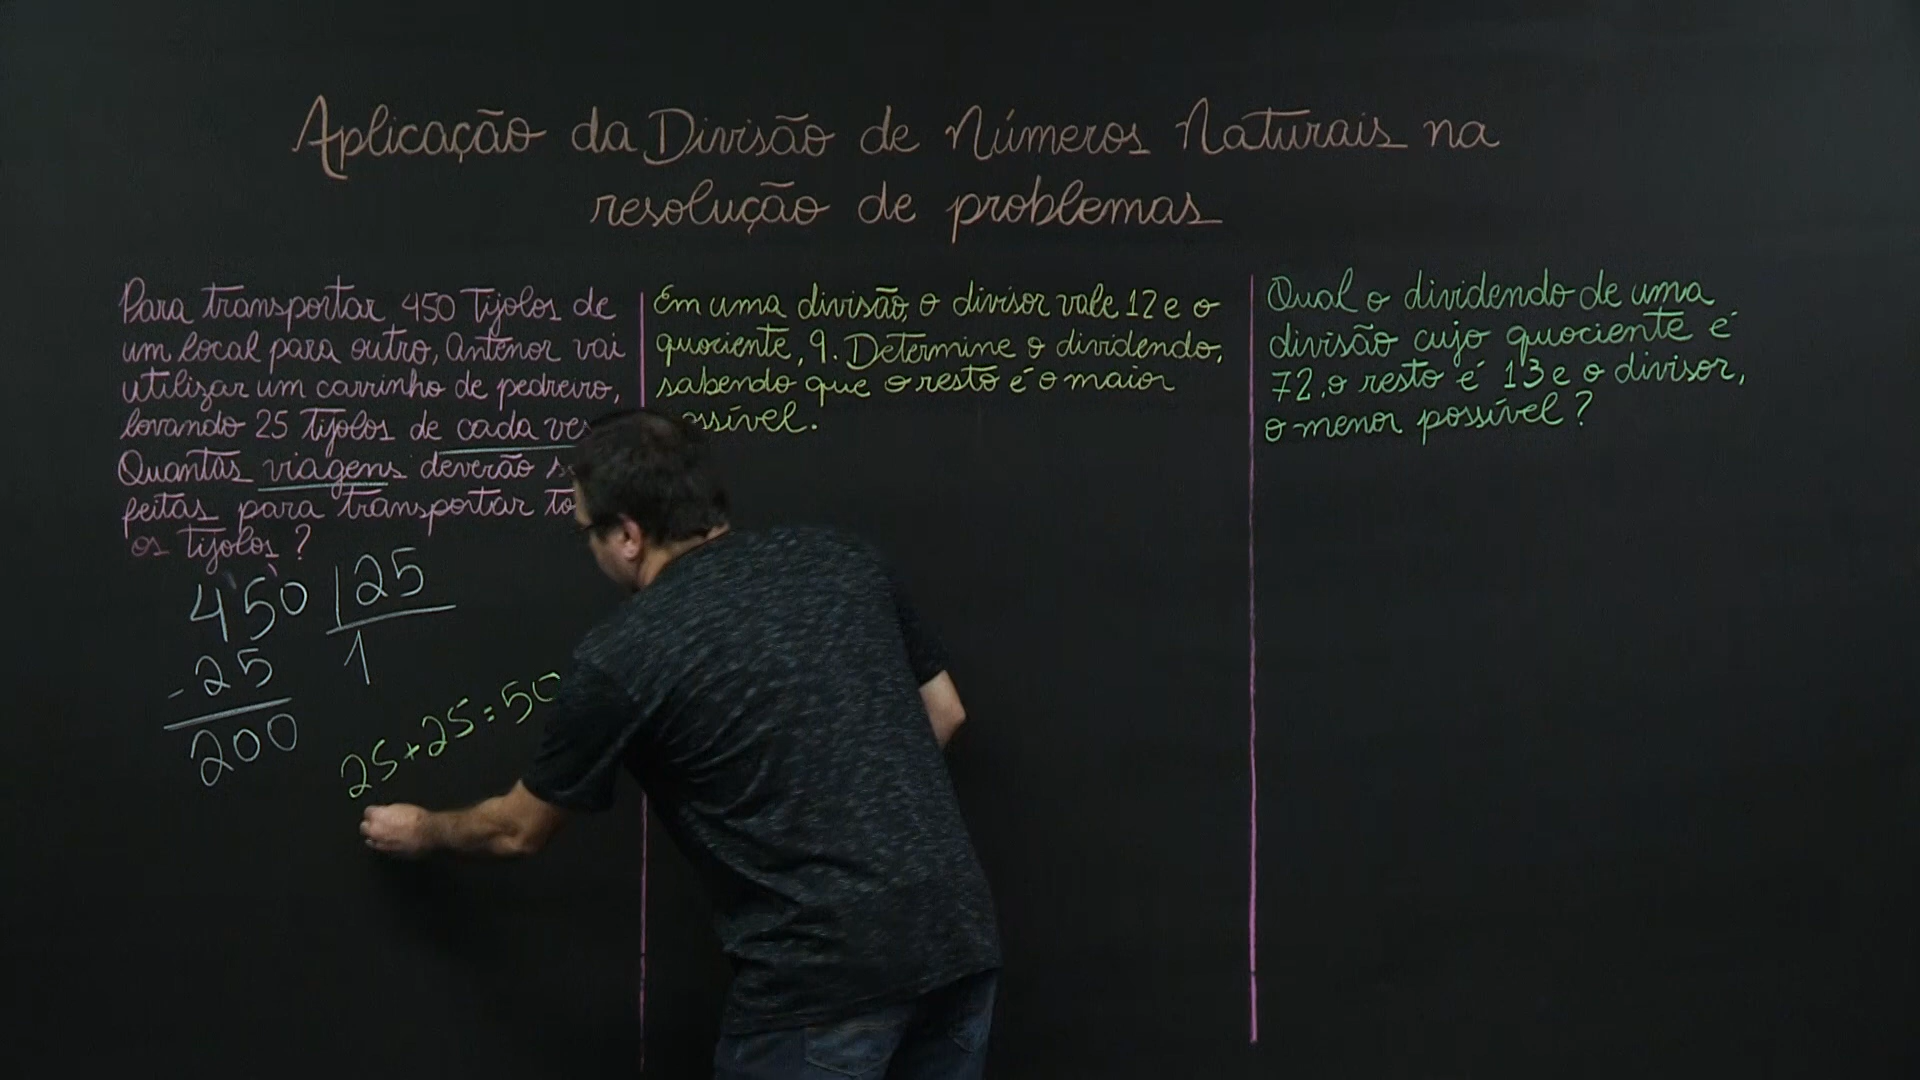 Aplicação da Divisão de Números Naturais na
resolução de problemas
Para transportar 450 Tijolos de
um local para outro, Antenor vai
utilizar um carrinho de pedreiro,
levando 25 Tijolos de cada
Quantas viagens deverão
feitas para transportar
os Tijolos ?
450 25
1
- 25
200
25+25=50
Em uma divisão, o divisor vale 12 e o
quociente, 9. Determine o dividendo,
sabendo que o resto é o maior
Qual o dividendo de uma
divisão cujo quociente é
72, o resto é 13 e o divisor,
o menor possível ?